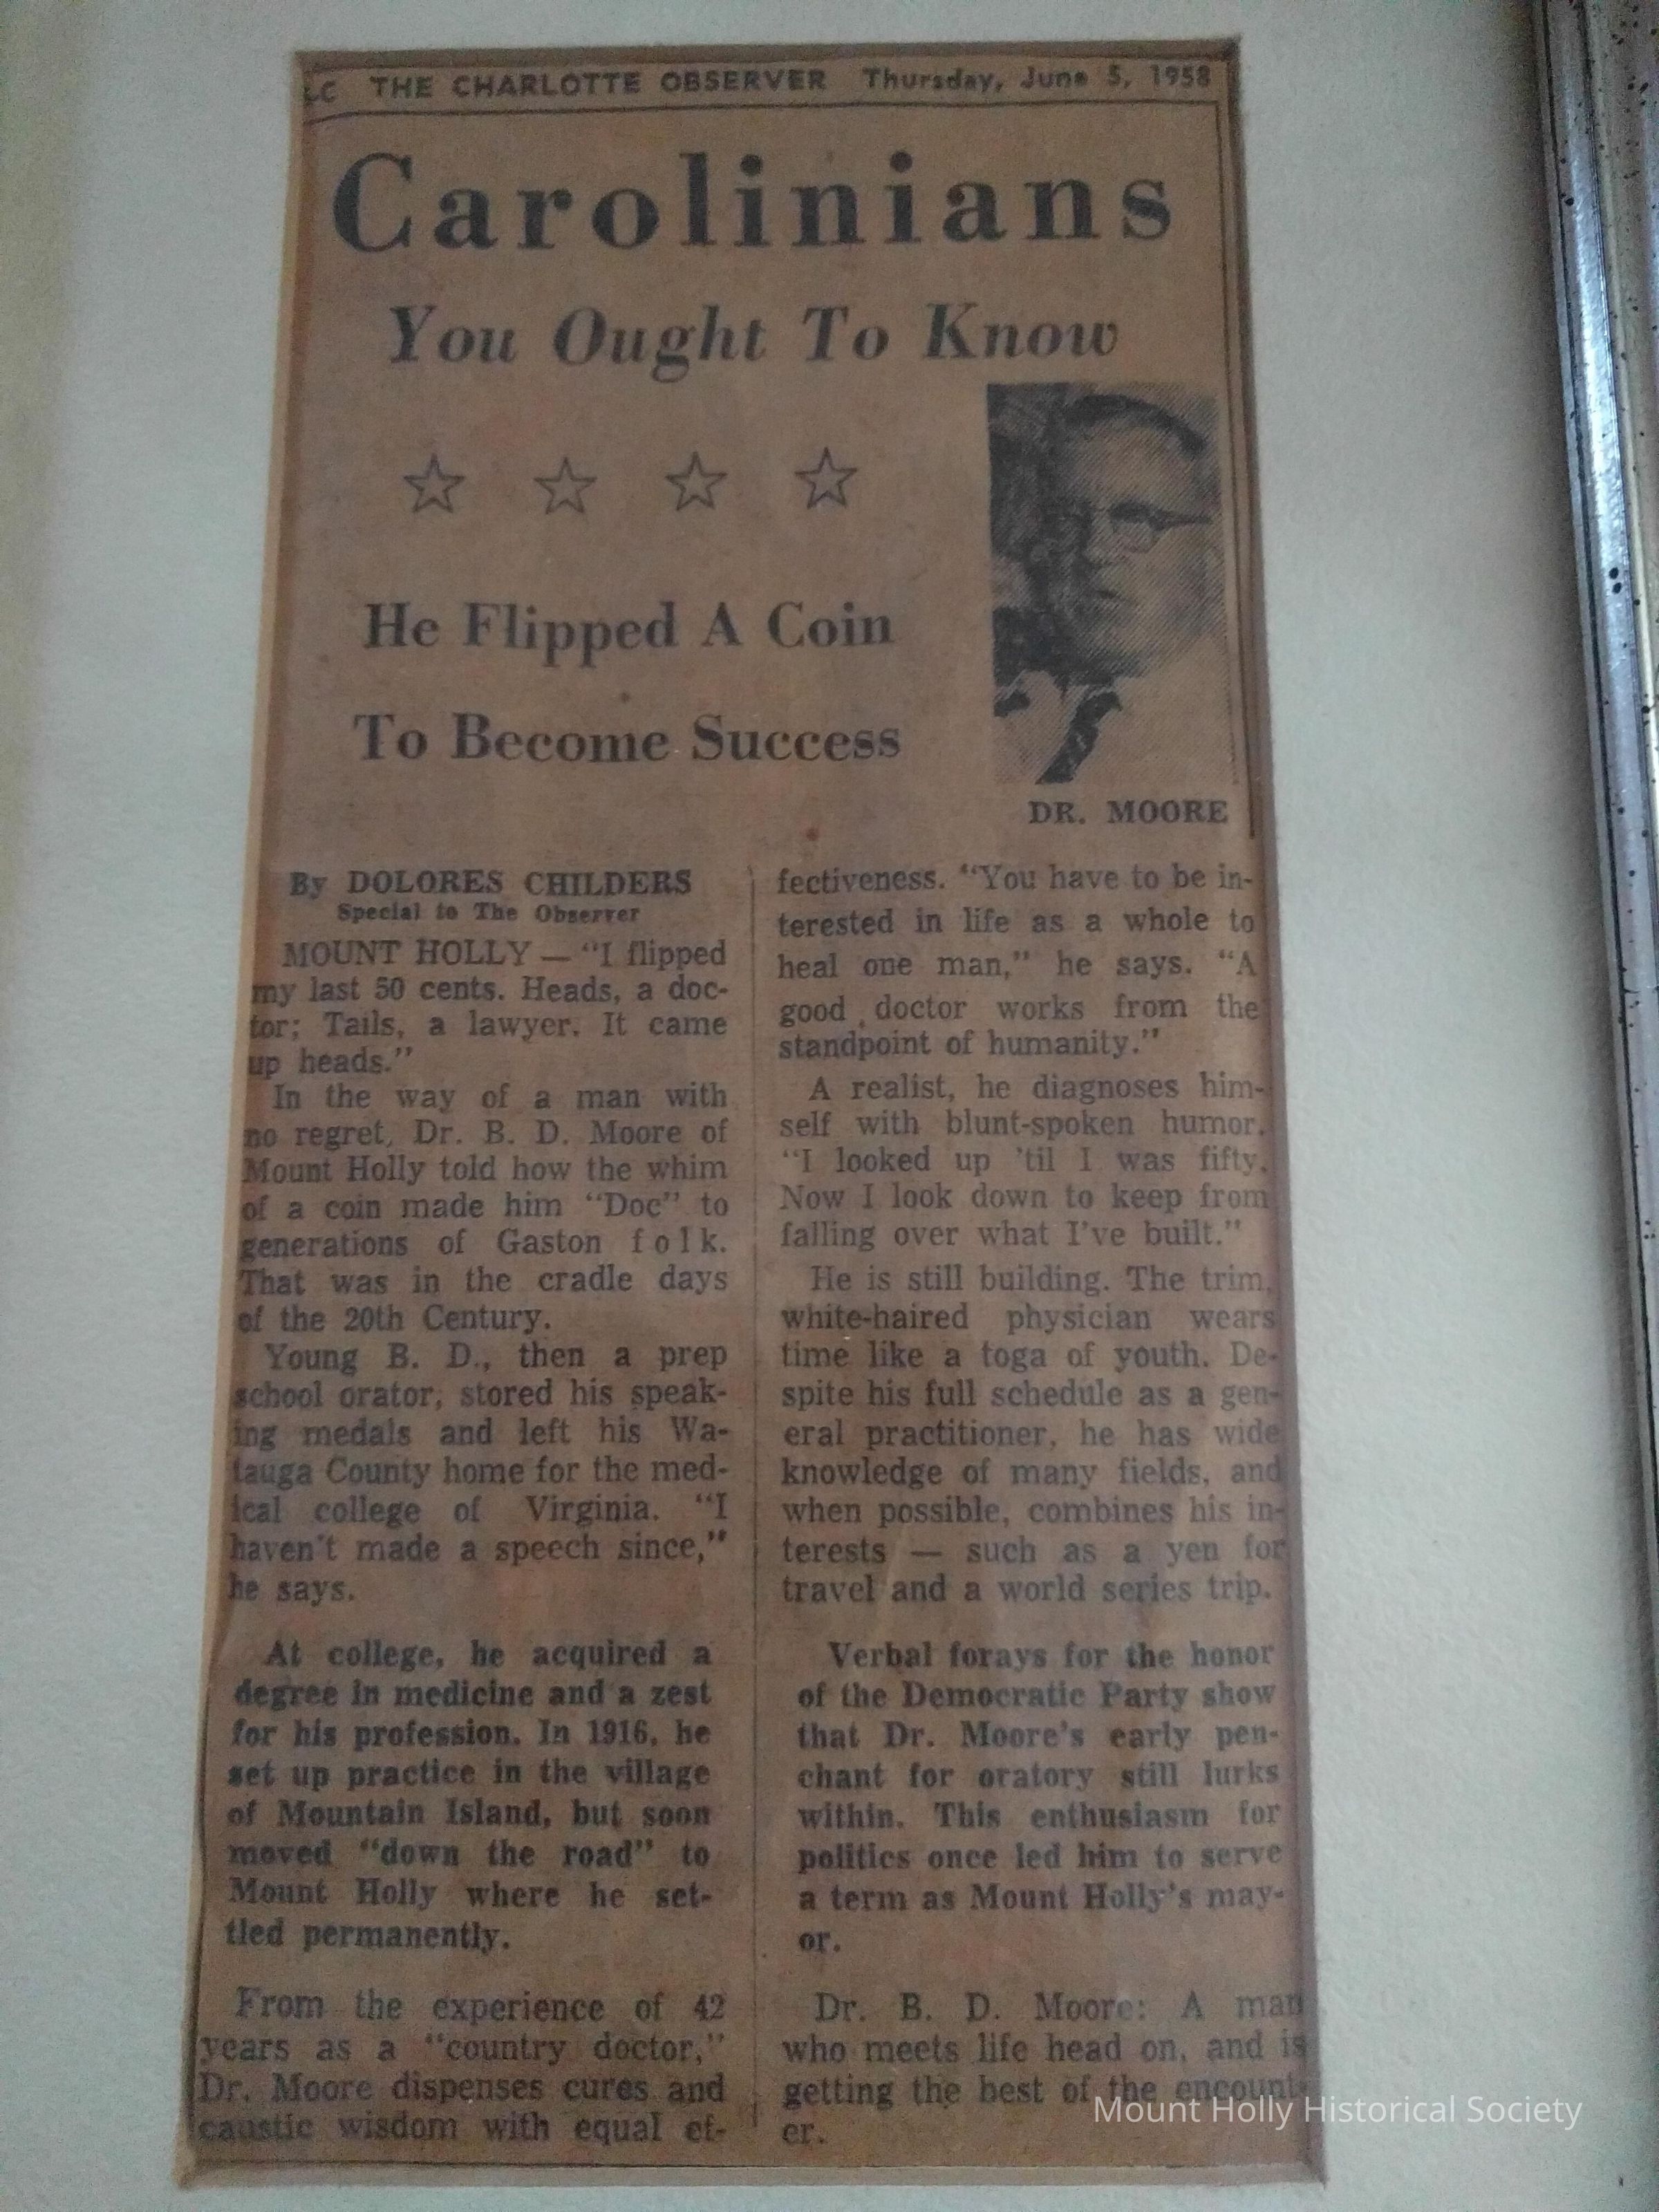 THE CHARLOTTE OBSERVER Thursday, June 5, 1958
Carolinians
You Ought To Know
He Flipped A Coin
To Become Success
DR. MOORE
By DOLORES CHILDERS
Special to The Observer
MOUNT HOLLY — "I flipped
my last 50 cents. Heads, a doc-
tor; Tails, a lawyer. It came
up heads."
In the way of a man with
no regret, Dr. B. D. Moore of
Mount Holly told how the whim
of a coin made him "Doc" to
generations of Gaston folk.
That was in the cradle days
of the 20th Century.
Young B. D., then a prep
school orator, stored his speak-
ing medals and left his Wa-
tauga County home for the med-
ical college of Virginia. "I
haven't made a speech since,"
he says.
At college, he acquired a
degree in medicine and a zest
for his profession. In 1916, he
set up practice in the village
of Mountain Island, but soon
moved "down the road" to
Mount Holly where he set-
tled permanently.
From the experience of 42
years as a "country doctor,"
Dr. Moore dispenses cures and
caustic wisdom with equal ef-
fectiveness. "You have to be in-
terested in life as a whole to
heal one man," he says. "A
good doctor works from the
standpoint of humanity."
A realist, he diagnoses him-
self with blunt-spoken humor.
"I looked up 'til I was fifty.
Now I look down to keep from
falling over what I've built."
He is still building. The trim,
white-haired physician wears
time like a toga of youth. De-
spite his full schedule as a gen-
eral practitioner, he has wide
knowledge of many fields, and
when possible, combines his in-
terests — such as a yen for
travel and a world series trip.
Verbal forays for the honor
of the Democratic Party show
that Dr. Moore's early pen-
chant for oratory still lurks
within. This enthusiasm for
politics once led him to serve
a term as Mount Holly's may-
or.
Dr. B. D. Moore: A man
who meets life head on, and is
getting the best of the encount-
er.
Mount Holly Historical Society